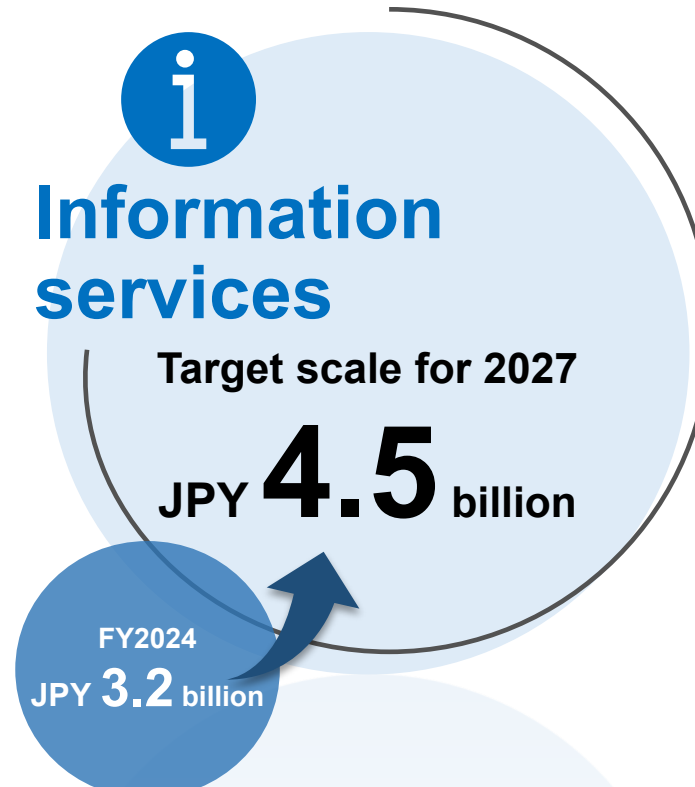 i
Information
services
Target scale for 2027
JPY 4.5 billion
FY2024
JPY 3.2 billion